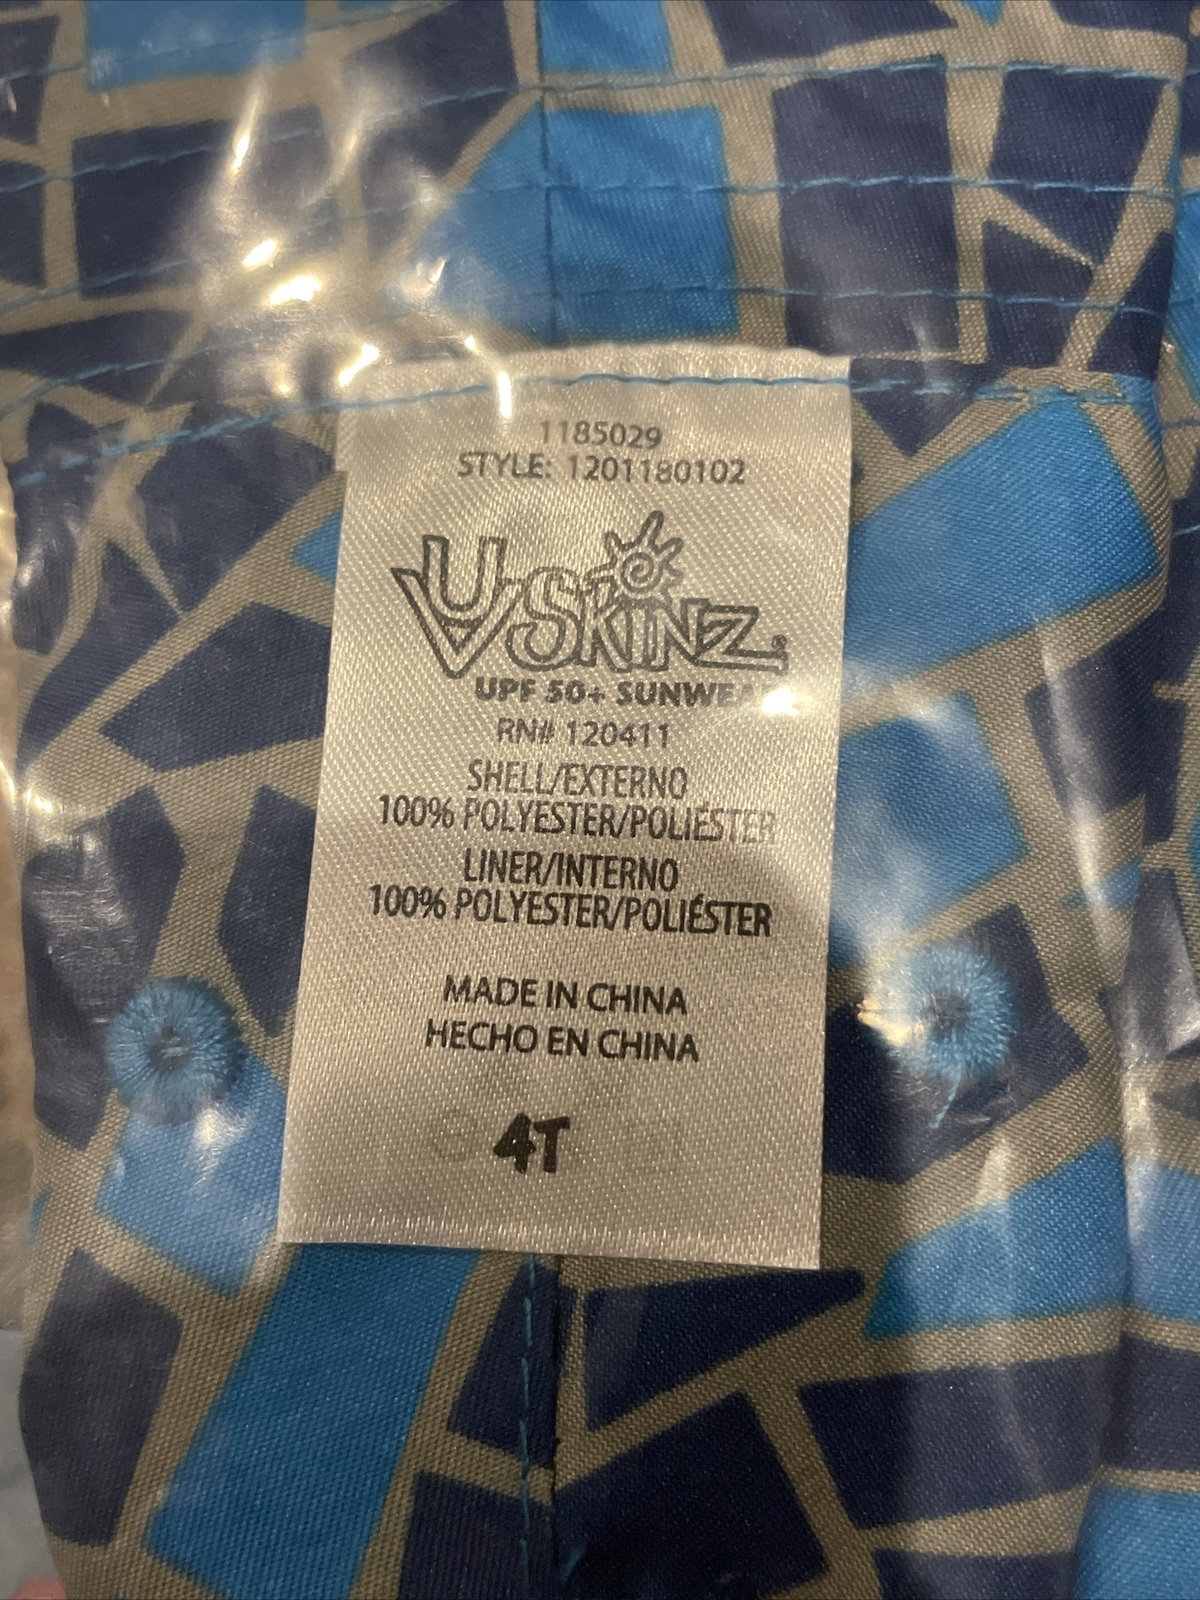 1185029
STYLE: 1201180102
UV SKINZ®
UPF 50+ SUNWEAR
RN# 120411
SHELL/EXTERNO
100% POLYESTER/POLIÉSTER
LINER/INTERNO
100% POLYESTER/POLIÉSTER
MADE IN CHINA
HECHO EN CHINA
4T